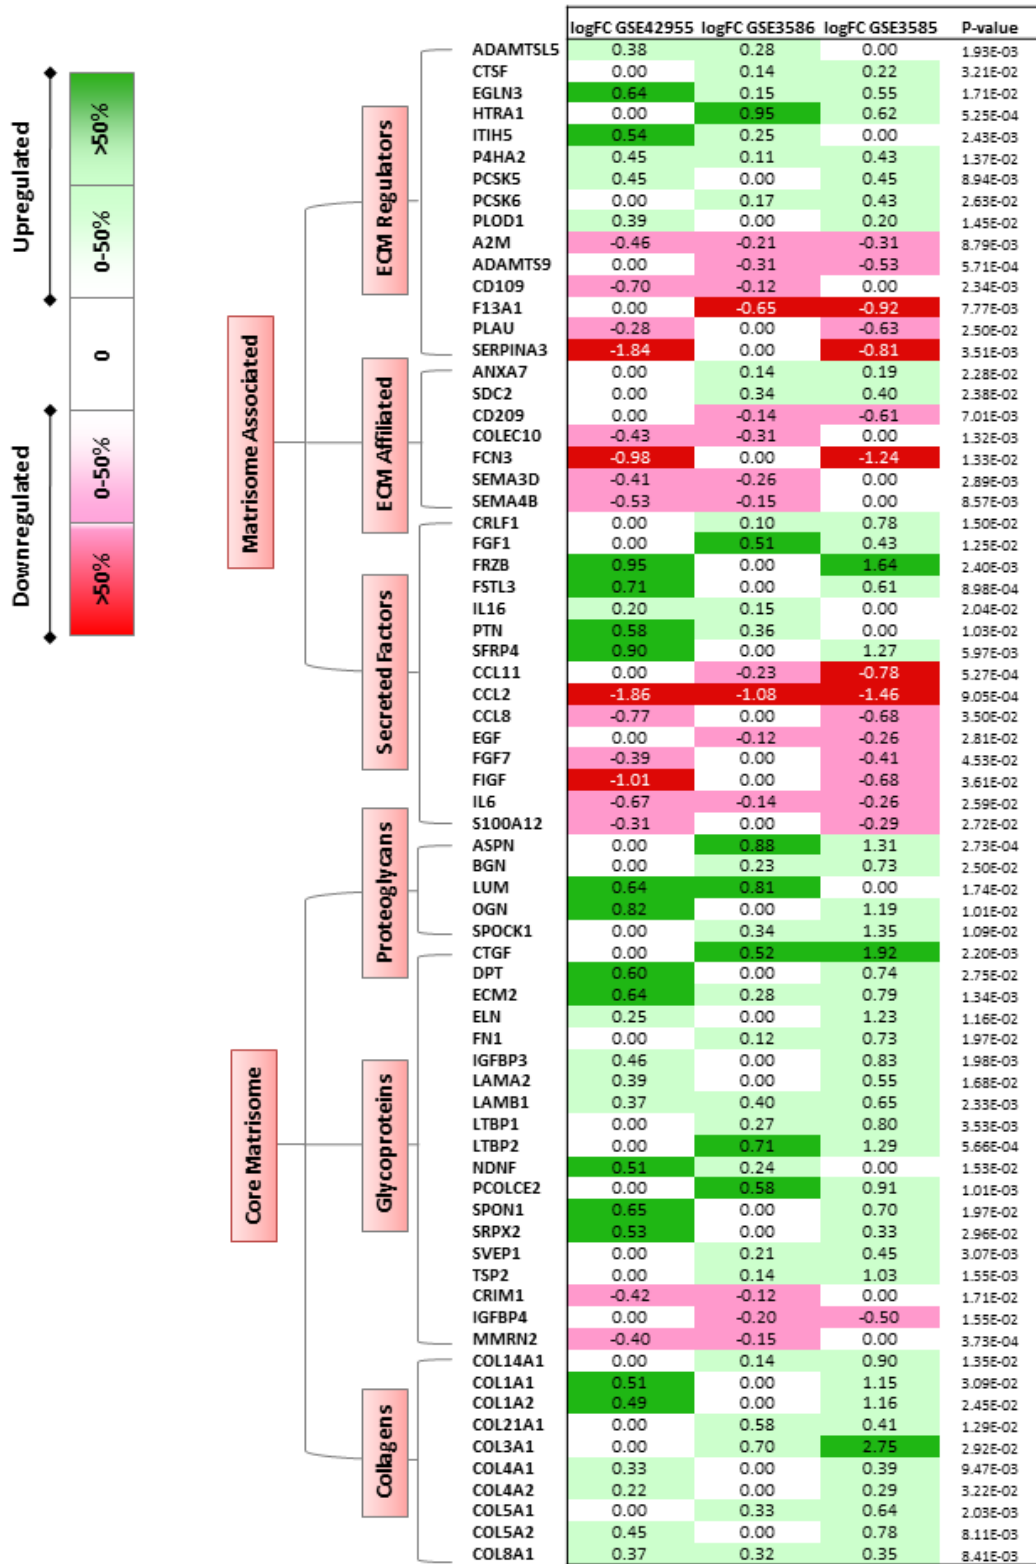 logFC GSE42955 logFC GSE3586 logFC GSE3585 P-value
Upregulated
>50%
0-50%
0
Downregulated
0-50%
>50%
Matrisome Associated
ECM Regulators
ADAMTSL5 0.38 0.28 0.00 1.93E-03
CTSF 0.00 0.14 0.22 3.21E-02
EGLN3 0.64 0.15 0.55 1.71E-02
HTRA1 0.00 0.95 0.62 5.25E-04
ITIH5 0.54 0.25 0.00 2.43E-03
P4HA2 0.45 0.11 0.43 1.37E-02
PCSK5 0.45 0.00 0.45 8.94E-03
PCSK6 0.00 0.17 0.43 2.63E-02
PLOD1 0.39 0.00 0.20 1.45E-02
A2M -0.46 -0.21 -0.31 8.79E-03
ADAMTS9 0.00 -0.31 -0.53 5.71E-04
CD109 -0.70 -0.12 0.00 2.34E-03
F13A1 0.00 -0.65 -0.92 7.77E-03
PLAU -0.28 0.00 -0.63 2.50E-02
SERPINA3 -1.84 0.00 -0.81 3.51E-03
ECM Affiliated
ANXA7 0.00 0.14 0.19 2.28E-02
SDC2 0.00 0.34 0.40 2.38E-02
CD209 0.00 -0.14 -0.61 7.01E-03
COLEC10 -0.43 -0.31 0.00 1.32E-03
FCN3 -0.98 0.00 -1.24 1.33E-02
SEMA3D -0.41 -0.26 0.00 2.89E-03
SEMA4B -0.53 -0.15 0.00 8.57E-03
Secreted Factors
CRLF1 0.00 0.10 0.78 1.50E-02
FGF1 0.00 0.51 0.43 1.25E-02
FRZB 0.95 0.00 1.64 2.40E-03
FSTL3 0.71 0.00 0.61 8.98E-04
IL16 0.20 0.15 0.00 2.04E-02
PTN 0.58 0.36 0.00 1.03E-02
SFRP4 0.90 0.00 1.27 5.97E-03
CCL11 0.00 -0.23 -0.78 5.27E-04
CCL2 -1.86 -1.08 -1.46 9.05E-04
CCL8 -0.77 0.00 -0.68 3.50E-02
EGF 0.00 -0.12 -0.26 2.81E-02
FGF7 -0.39 0.00 -0.41 4.53E-02
FIGF -1.01 0.00 -0.68 3.61E-02
IL6 -0.67 -0.14 -0.26 2.59E-02
S100A12 -0.31 0.00 -0.29 2.72E-02
Core Matrisome
Proteoglycans
ASPN 0.00 0.88 1.31 2.73E-04
BGN 0.00 0.23 0.73 2.50E-02
LUM 0.64 0.81 0.00 1.74E-02
OGN 0.82 0.00 1.19 1.01E-02
SPOCK1 0.00 0.34 1.35 1.09E-02
Glycoproteins
CTGF 0.00 0.52 1.92 2.20E-03
DPT 0.60 0.00 0.74 2.75E-02
ECM2 0.64 0.28 0.79 1.34E-03
ELN 0.25 0.00 1.23 1.16E-02
FN1 0.00 0.12 0.73 1.97E-02
IGFBP3 0.46 0.00 0.83 1.98E-03
LAMA2 0.39 0.00 0.55 1.68E-02
LAMB1 0.37 0.40 0.65 2.33E-03
LTBP1 0.00 0.27 0.80 3.53E-03
LTBP2 0.00 0.71 1.29 5.66E-04
NDNF 0.51 0.24 0.00 1.53E-02
PCOLCE2 0.00 0.58 0.91 1.01E-03
SPON1 0.65 0.00 0.70 1.97E-02
SRPX2 0.53 0.00 0.33 2.96E-02
SVEP1 0.00 0.21 0.45 3.07E-03
TSP2 0.00 0.14 1.03 1.55E-03
CRIM1 -0.42 -0.12 0.00 1.71E-02
IGFBP4 0.00 -0.20 -0.50 1.55E-02
MMRN2 -0.40 -0.15 0.00 3.73E-04
Collagens
COL14A1 0.00 0.14 0.90 1.35E-02
COL1A1 0.51 0.00 1.15 3.09E-02
COL1A2 0.49 0.00 1.16 2.45E-02
COL21A1 0.00 0.58 0.41 1.29E-02
COL3A1 0.00 0.70 2.75 2.92E-02
COL4A1 0.33 0.00 0.39 9.47E-03
COL4A2 0.22 0.00 0.29 3.22E-02
COL5A1 0.00 0.33 0.64 2.03E-03
COL5A2 0.45 0.00 0.78 8.11E-03
COL8A1 0.37 0.32 0.35 8.41E-03